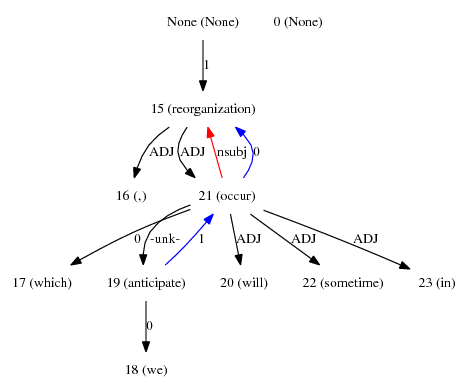 None (None) 0 (None)
1
15 (reorganization)
ADJ ADJ nsubj 0
16 (,) 21 (occur)
0 -unk- 1 ADJ ADJ ADJ
17 (which) 19 (anticipate) 20 (will) 22 (sometime) 23 (in)
0
18 (we)